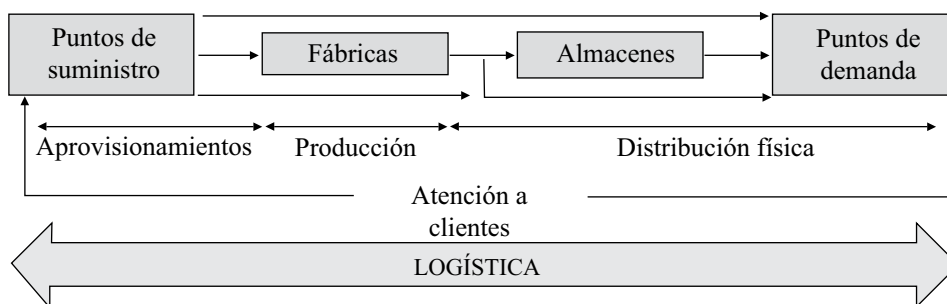 Puntos de
suministro
Fábricas
Almacenes
Puntos de
demanda
Aprovisionamientos
Producción
Distribución física
Atención a
clientes
LOGÍSTICA